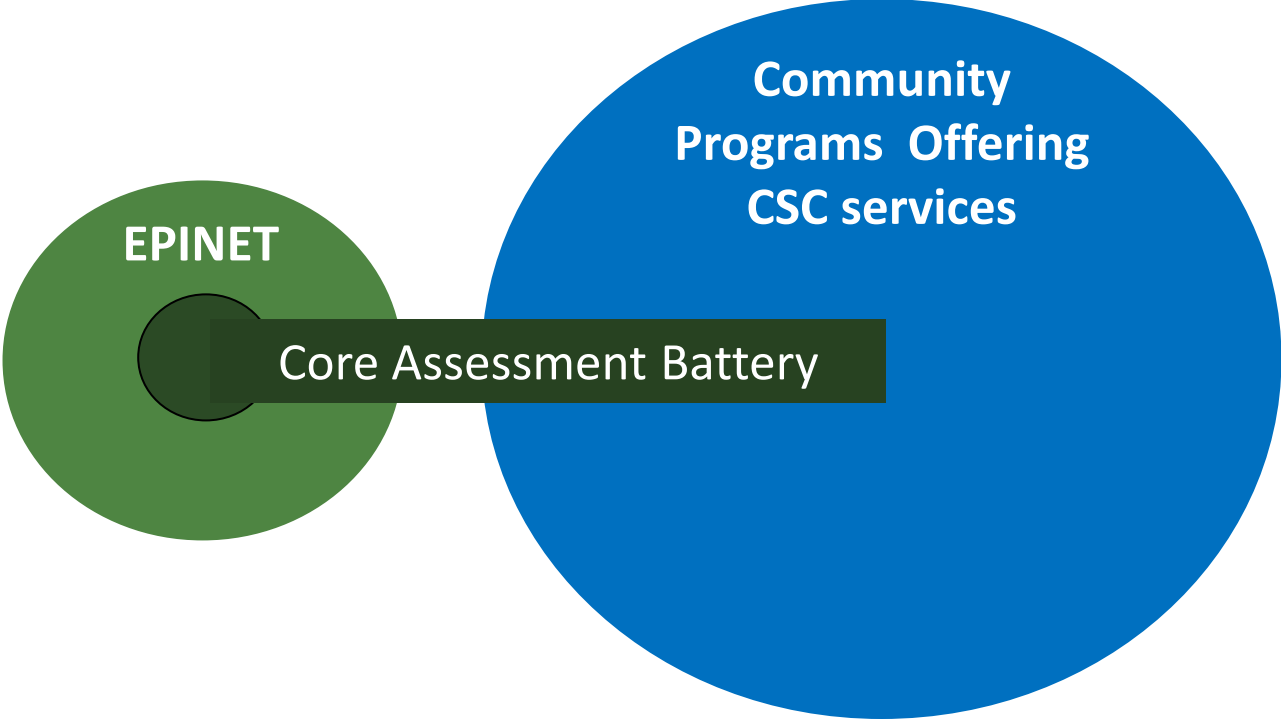 Community
Programs  Offering
CSC services
EPINET
Core Assessment Battery